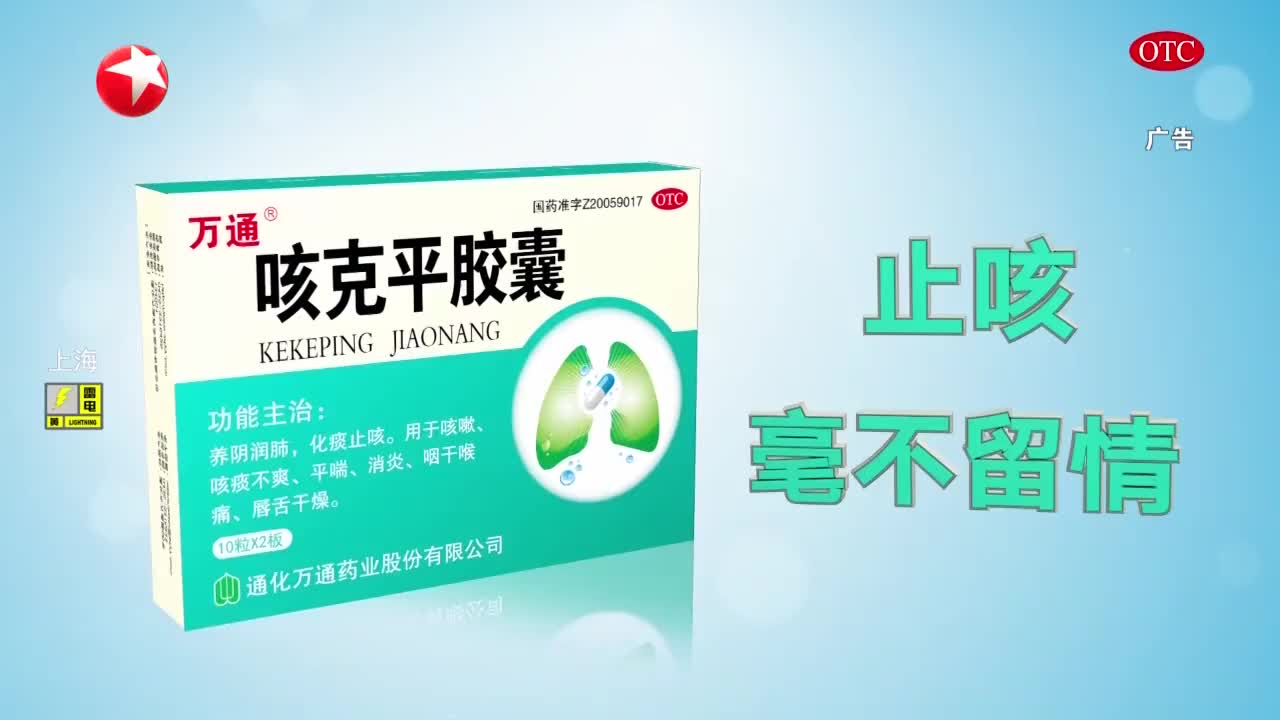 OTC
广告
万通®
国药准字Z20059017
OTC
咳克平胶囊
KEKEPING JIAONANG
功能主治：
养阴润肺，化痰止咳。用于咳嗽、
咳痰不爽、平喘、消炎、咽干喉
痛、唇舌干燥。
10粒X2板
通化万通药业股份有限公司
止咳
毫不留情
上海
雷电
黄
LIGHTNING